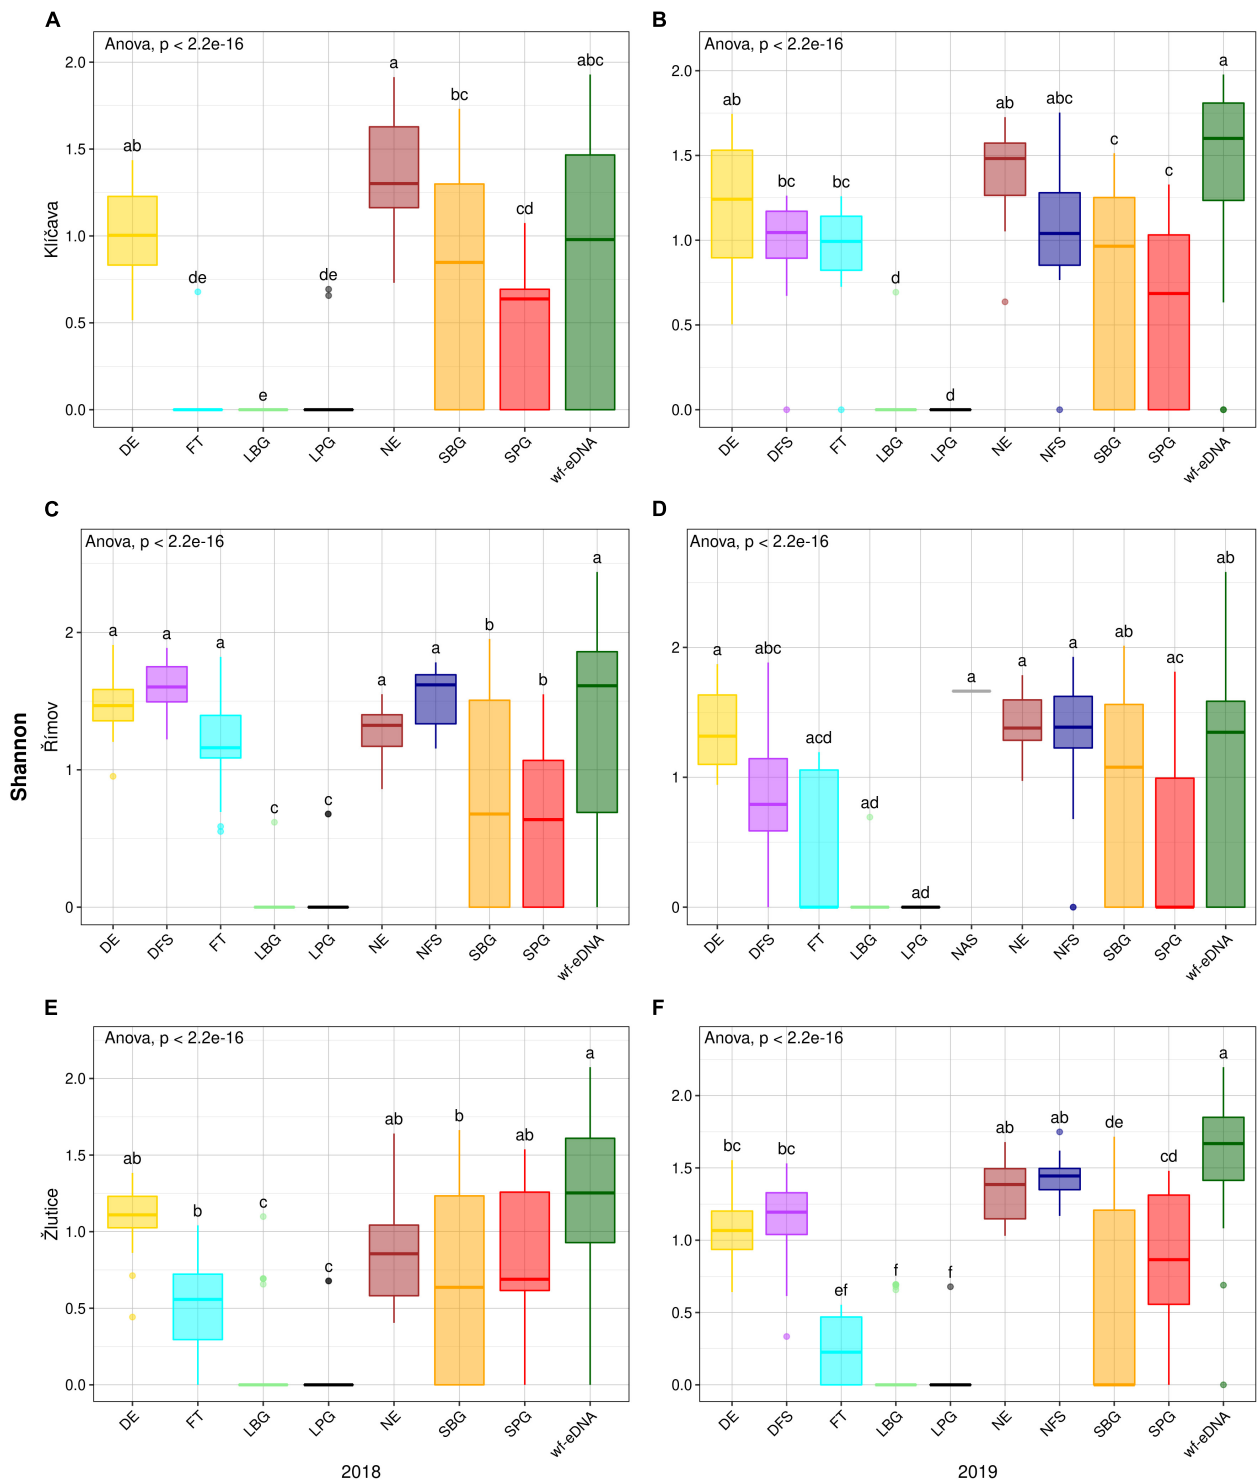 A
Anova, p < 2.2e-16
2.0
1.5
1.0
0.5
0.0
Klíčava
ab
de
e
de
a
bc
cd
abc
DE
FT
LBG
LPG
NE
SBG
SPG
wf-eDNA
B
Anova, p < 2.2e-16
2.0
1.5
1.0
0.5
0.0
ab
bc
bc
d
d
ab
abc
c
c
a
DE
DFS
FT
LBG
LPG
NE
NFS
SBG
SPG
wf-eDNA
Shannon
C
Anova, p < 2.2e-16
2
1
0
Římov
a
a
a
c
c
a
a
b
b
a
DE
DFS
FT
LBG
LPG
NE
NFS
SBG
SPG
wf-eDNA
D
Anova, p < 2.2e-16
2
1
0
a
abc
acd
ad
ad
a
a
a
ab
ac
ab
DE
DFS
FT
LBG
LPG
NAS
NE
NFS
SBG
SPG
wf-eDNA
E
Anova, p < 2.2e-16
2.0
1.5
1.0
0.5
0.0
Žlutice
ab
b
c
c
ab
b
ab
a
DE
FT
LBG
LPG
NE
SBG
SPG
wf-eDNA
2018
F
Anova, p < 2.2e-16
2.0
1.5
1.0
0.5
0.0
bc
bc
ef
f
f
ab
ab
de
cd
a
DE
DFS
FT
LBG
LPG
NE
NFS
SBG
SPG
wf-eDNA
2019